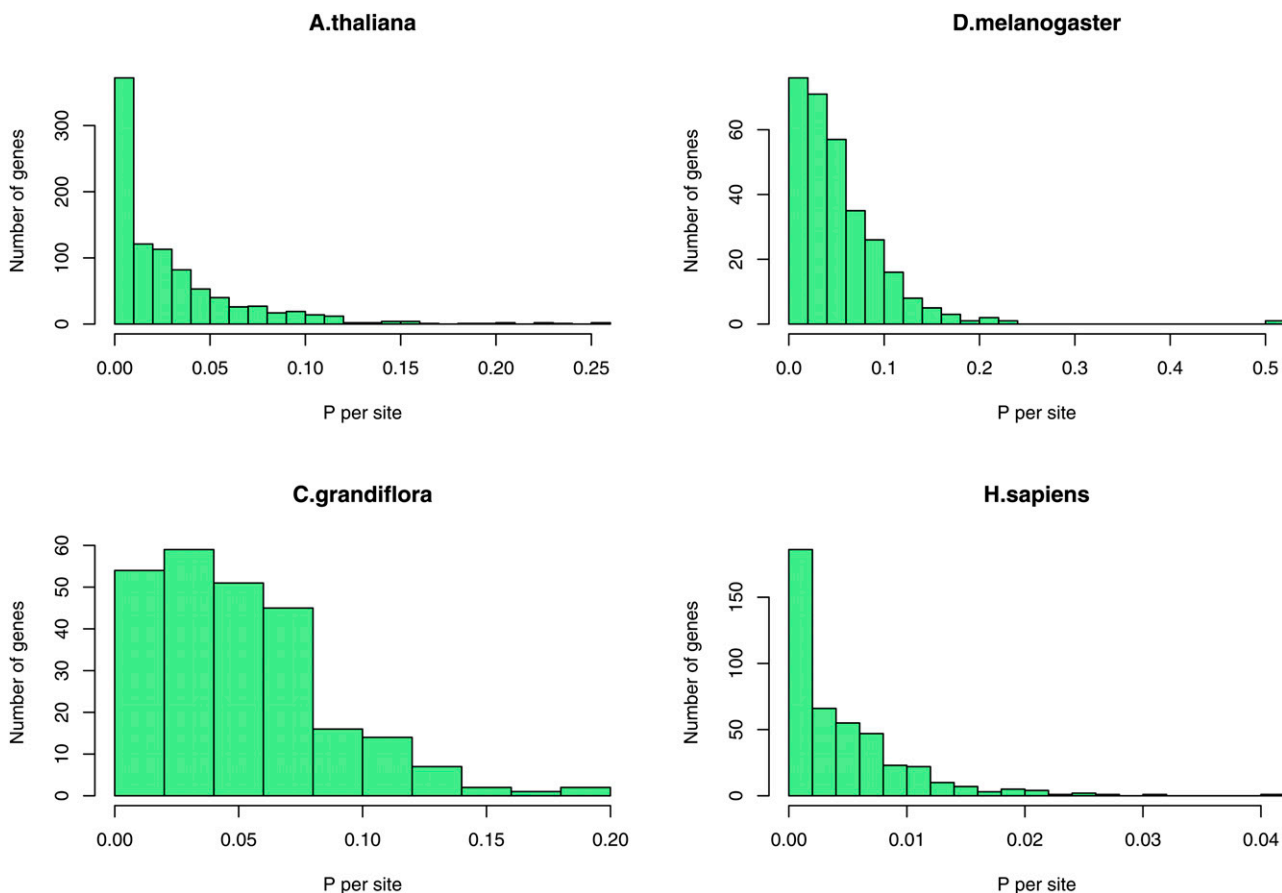 A.thaliana
Number of genes
300
200
100
0
0.00 0.05 0.10 0.15 0.20 0.25
P per site
D.melanogaster
Number of genes
60
40
20
0
0.0 0.1 0.2 0.3 0.4 0.5
P per site
C.grandiflora
Number of genes
60
50
40
30
20
10
0
0.00 0.05 0.10 0.15 0.20
P per site
H.sapiens
Number of genes
150
100
50
0
0.00 0.01 0.02 0.03 0.04
P per site